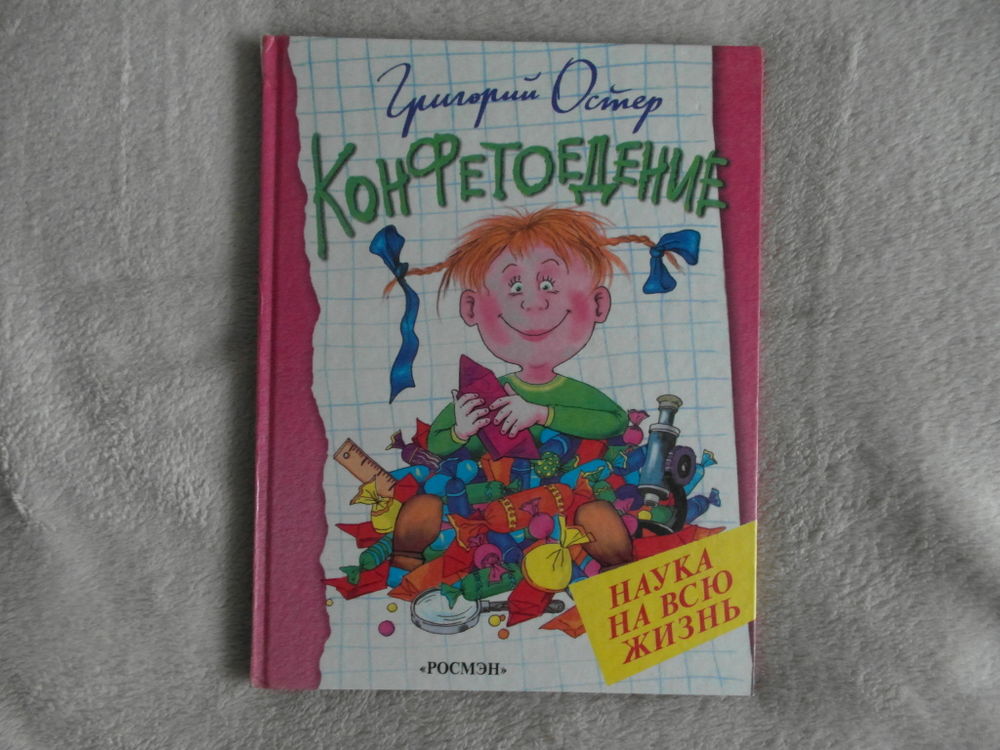 Григорий Остер
Конфетоедение
НАУКА
НА ВСЮ
ЖИЗНЬ
«РОСМЭН»